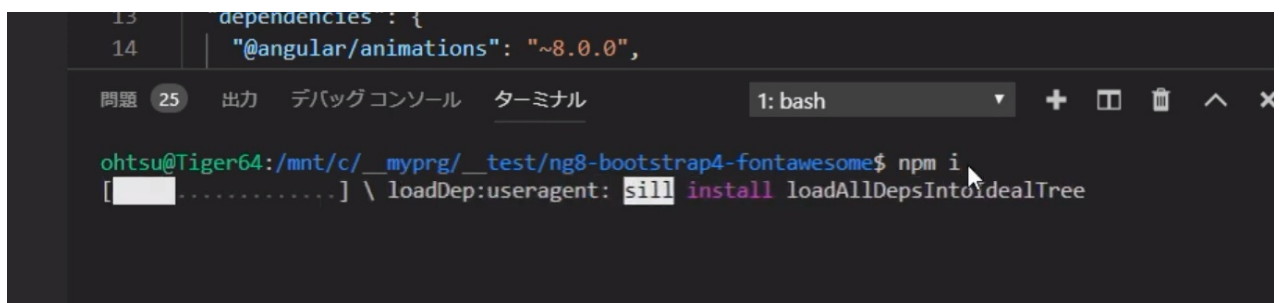 13 "dependencies": {
14 "@angular/animations": "~8.0.0",
問題 25 出力 デバッグ コンソール ターミナル 1: bash
ohtsu@Tiger64:/mnt/c/__myprg/__test/ng8-bootstrap4-fontawesome$ npm i
[ .............] \ loadDep:useragent: sill install loadAllDepsIntoIdealTree